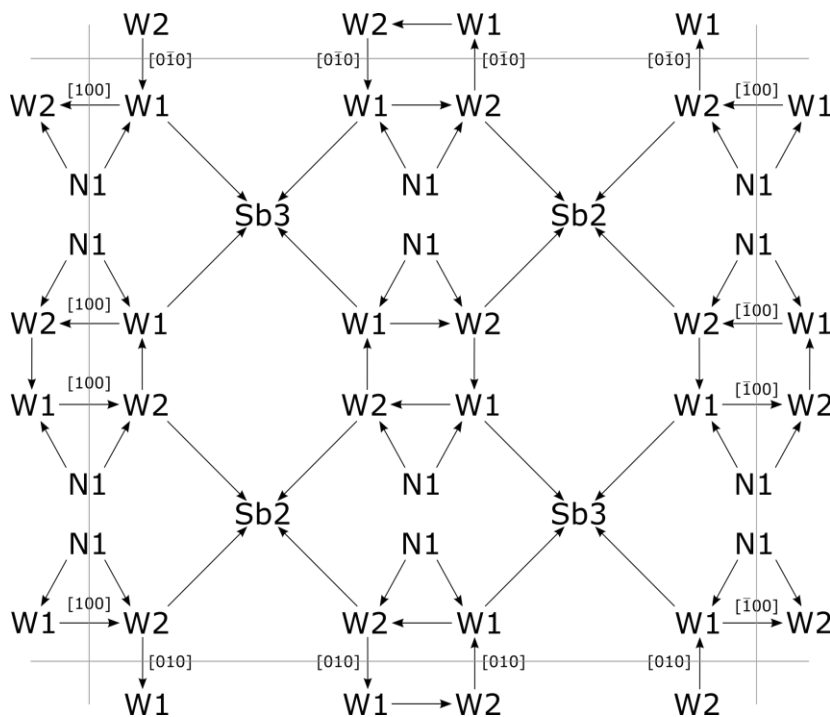 W2 W2 W1 W1
[01̄0] [01̄0] [01̄0] [01̄0]
[100] [1̄00]
W2 W1 W1 W2 W2 W1
N1 N1 N1
Sb3 Sb2
N1 N1 N1
[100] [1̄00]
W2 W1 W1 W2 W2 W1
[100] [1̄00]
W1 W2 W2 W1 W1 W2
N1 N1 N1
Sb2 Sb3
N1 N1 N1
[100] [1̄00]
W1 W2 W2 W1 W1 W2
[010] [010] [010] [010]
W1 W1 W2 W2